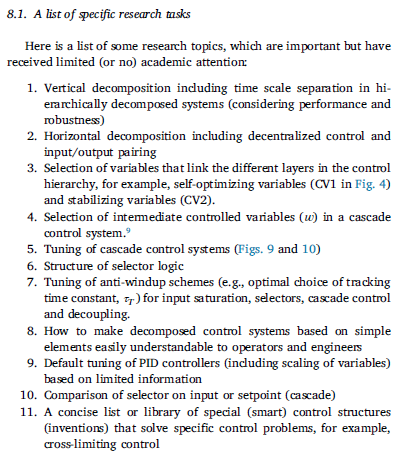 8.1. A list of specific research tasks
Here is a list of some research topics, which are important but have
received limited (or no) academic attention:
1. Vertical decomposition including time scale separation in hi-
erarchically decomposed systems (considering performance and
robustness)
2. Horizontal decomposition including decentralized control and
input/output pairing
3. Selection of variables that link the different layers in the control
hierarchy, for example, self-optimizing variables (CV1 in Fig. 4)
and stabilizing variables (CV2).
4. Selection of intermediate controlled variables (w) in a cascade
control system.⁹
5. Tuning of cascade control systems (Figs. 9 and 10)
6. Structure of selector logic
7. Tuning of anti-windup schemes (e.g., optimal choice of tracking
time constant, τ_T) for input saturation, selectors, cascade control
and decoupling.
8. How to make decomposed control systems based on simple
elements easily understandable to operators and engineers
9. Default tuning of PID controllers (including scaling of variables)
based on limited information
10. Comparison of selector on input or setpoint (cascade)
11. A concise list or library of special (smart) control structures
(inventions) that solve specific control problems, for example,
cross-limiting control